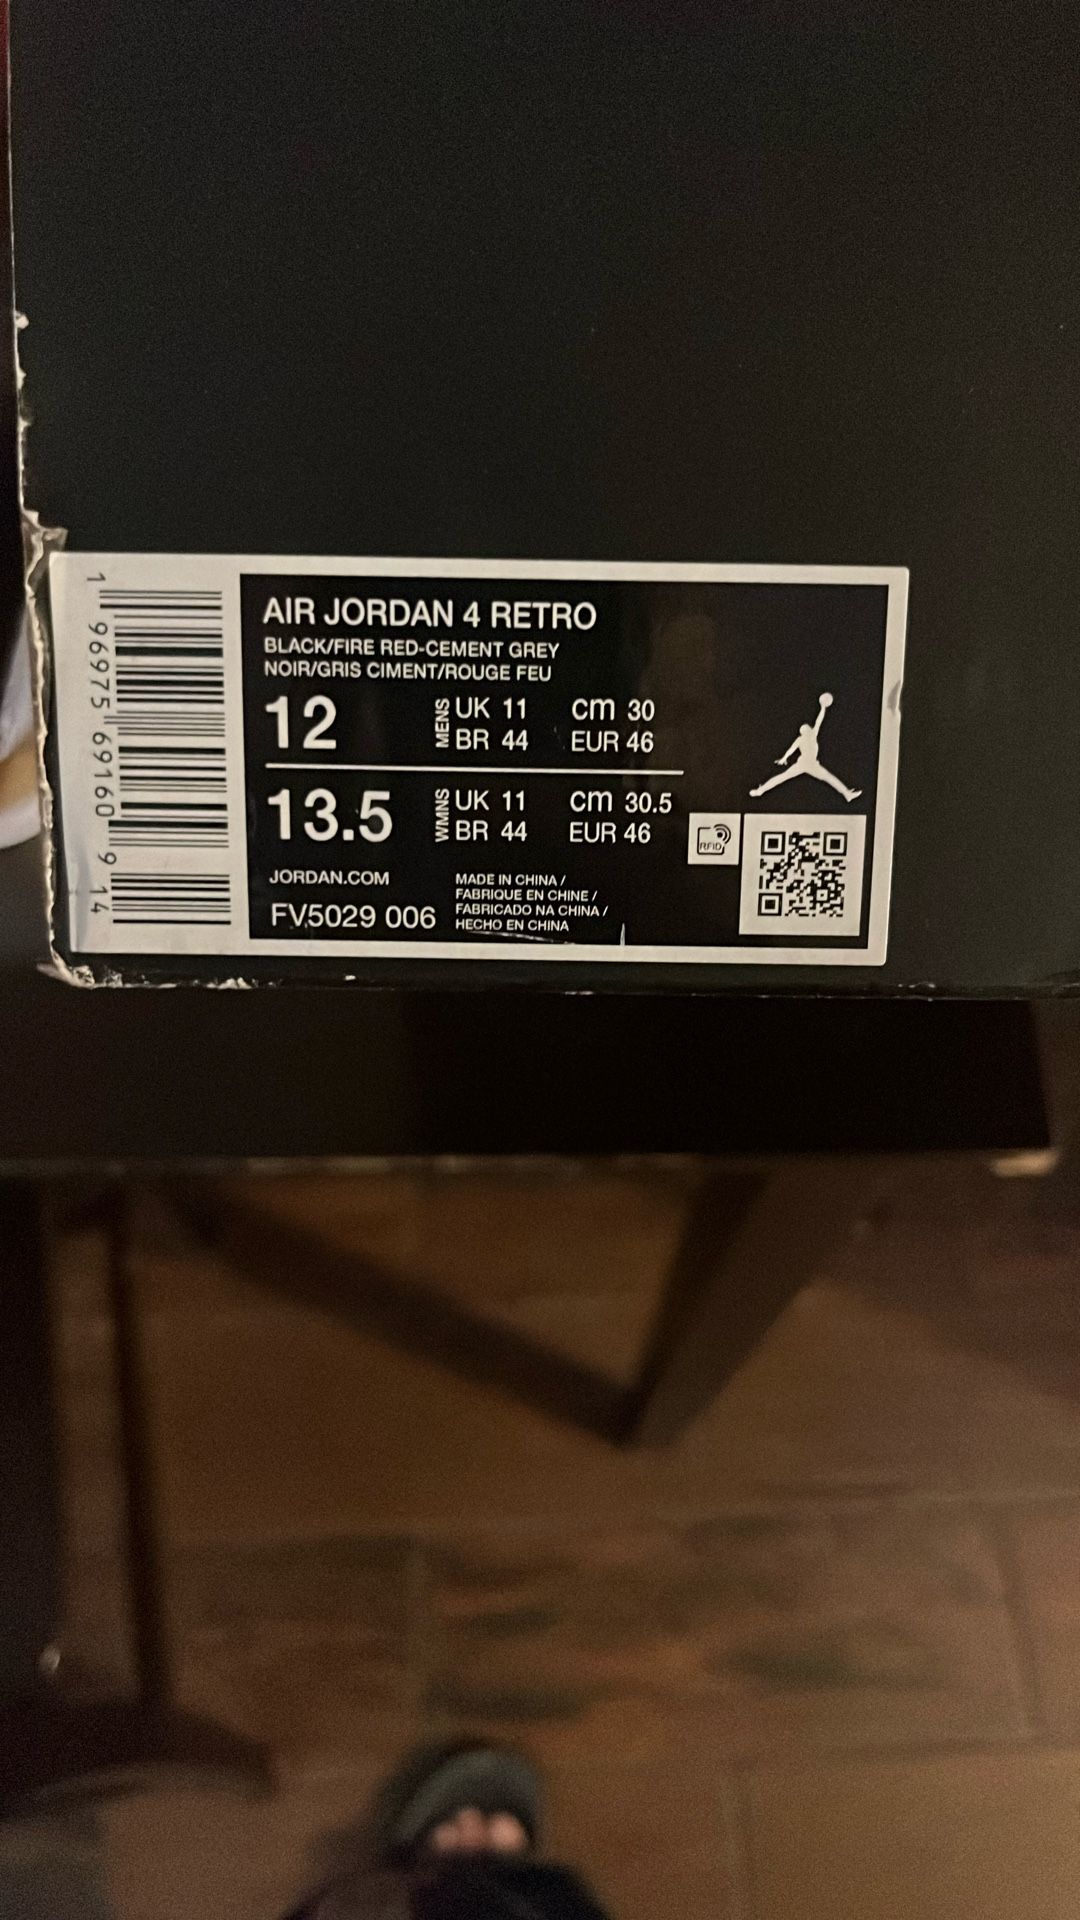 AIR JORDAN 4 RETRO
BLACK/FIRE RED-CEMENT GREY
NOIR/GRIS CIMENT/ROUGE FEU
12 MENS UK 11 cm 30
BR 44 EUR 46
13.5 WMNS UK 11 cm 30.5
BR 44 EUR 46
RFID
JORDAN.COM
FV5029 006
MADE IN CHINA /
FABRIQUE EN CHINE /
FABRICADO NA CHINA /
HECHO EN CHINA
1 96975 69160 9 14